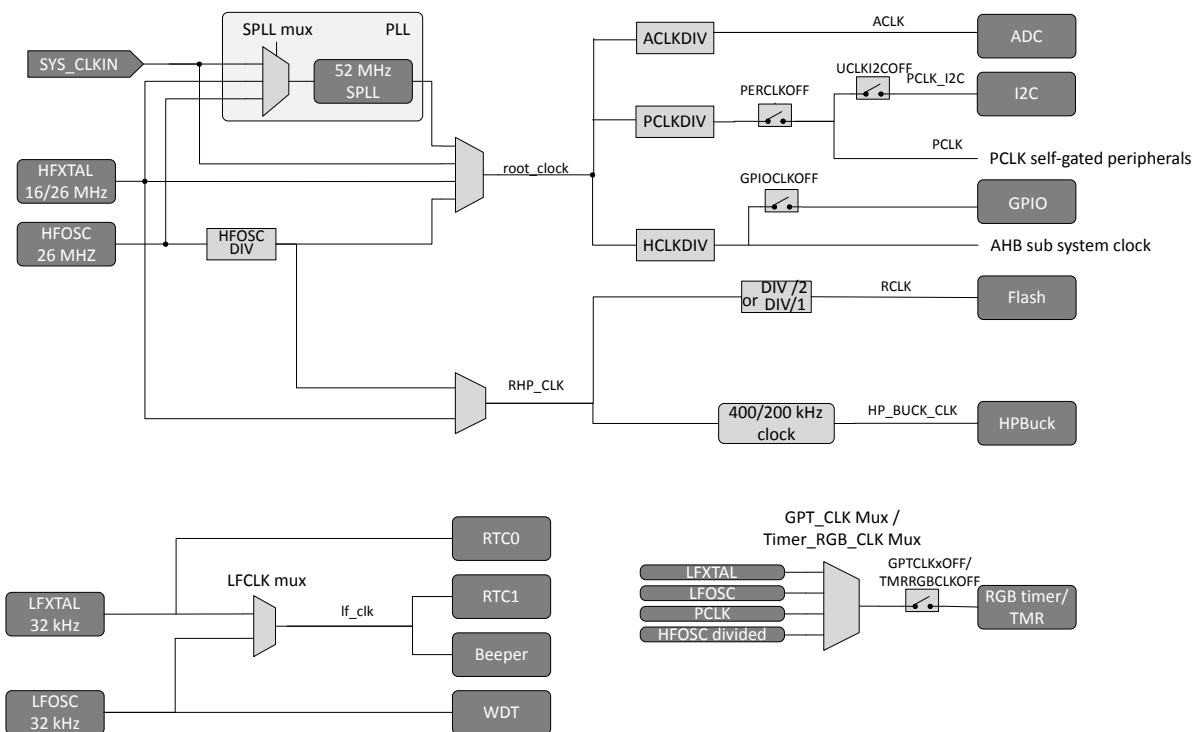 SPLL mux
PLL
SYS_CLKIN
52 MHz
SPLL
HFXTAL
16/26 MHz
HFOSC
26 MHZ
HFOSC
DIV
root_clock
ACLKDIV
ACLK
ADC
PCLKDIV
PERCLKOFF
UCLKI2COFF
PCLK_I2C
I2C
PCLK
PCLK self-gated peripherals
GPIOCLKOFF
GPIO
HCLKDIV
AHB sub system clock
DIV /2
or DIV/1
RCLK
Flash
RHP_CLK
400/200 kHz
clock
HP_BUCK_CLK
HPBuck
LFXTAL
32 kHz
LFOSC
32 kHz
LFCLK mux
lf_clk
RTC0
RTC1
Beeper
WDT
GPT_CLK Mux /
Timer_RGB_CLK Mux
LFXTAL
LFOSC
PCLK
HFOSC divided
GPTCLKxOFF/
TMRRGBCLKOFF
RGB timer/
TMR